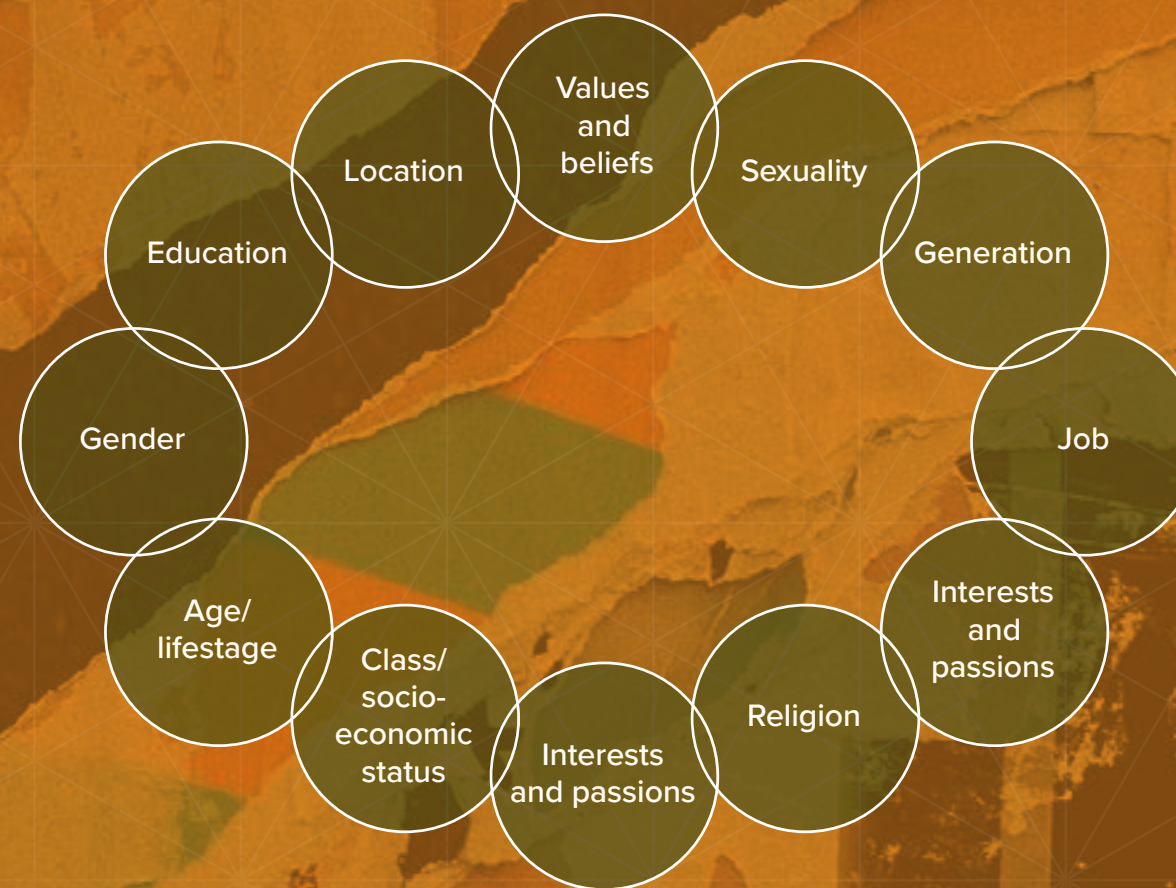 Values
and
beliefs
Sexuality
Generation
Job
Interests
and
passions
Religion
Interests
and passions
Class/
socio-
economic
status
Age/
lifestage
Gender
Education
Location